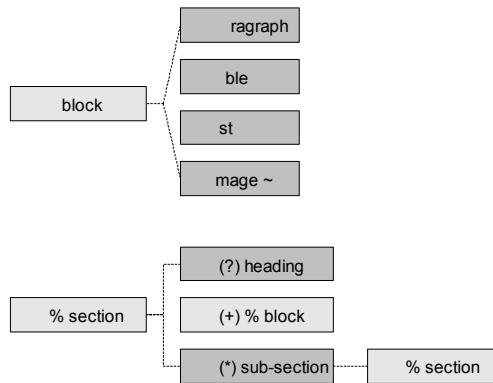 ragraph
ble
block
st
mage ~
(?) heading
% section
(+) % block
(*) sub-section
% section